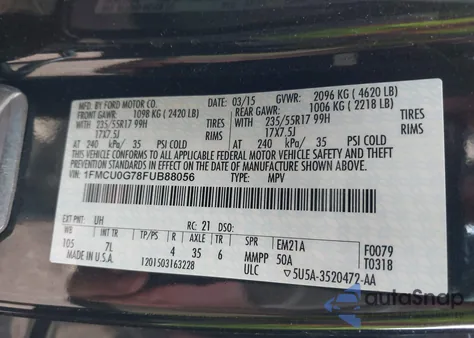 MFD. BY FORD MOTOR CO.
DATE: 03/15 GVWR: 2096 KG (4620 LB)
FRONT GAWR: 1098 KG (2420 LB) REAR GAWR: 1006 KG (2218 LB)
WITH 235/55R17 99H WITH 235/55R17 99H
TIRES 17X7.5J TIRES 17X7.5J
RIMS
AT 240 kPa/ 35 PSI COLD AT 240 kPa/ 35 PSI COLD
THIS VEHICLE CONFORMS TO ALL APPLICABLE FEDERAL MOTOR VEHICLE SAFETY
AND THEFT PREVENTION STANDARDS IN EFFECT ON THE
DATE OF MANUFACTURE SHOWN ABOVE.
VIN: 1FMCU0G78FUB88056
TYPE: MPV
EXT PNT: UH RC: 21 DSO:
WB INT TR TP/PS R AXLE TR SPR EM21A F0079
105 7L 4 35 6 MMPP 50A T0318
MADE IN U.S.A. 1201503163228 ULC 5U5A-3520472-AA
autoSnap